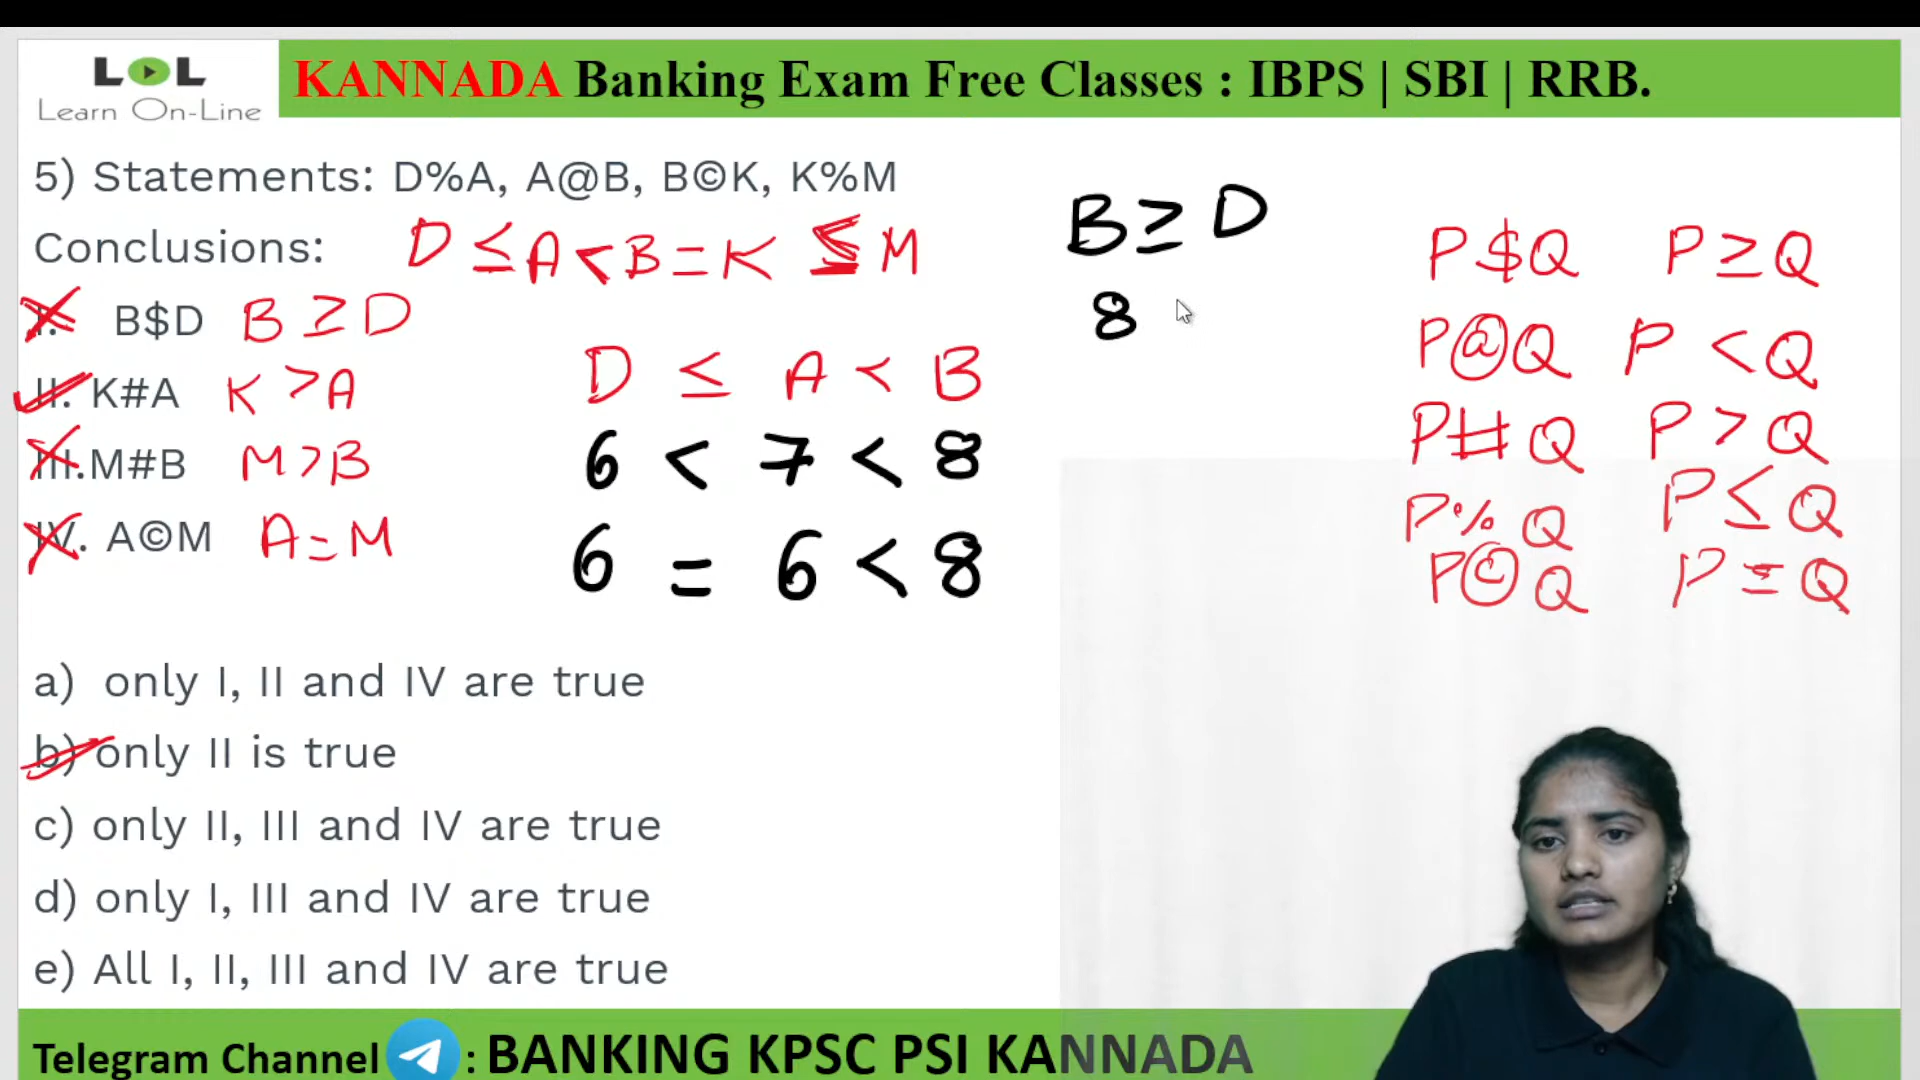 LOL
Learn On-Line
KANNADA Banking Exam Free Classes : IBPS | SBI | RRB.
5) Statements: D%A, A@B, B©K, K%M
Conclusions: D ≤ A < B = K ≤ M
I. B$D B ≥ D
II. K#A K > A
III. M#B M > B
IV. A©M A = M
D ≤ A < B
6 < 7 < 8
6 = 6 < 8
B ≥ D
8
P $ Q P ≥ Q
P @ Q P < Q
P # Q P > Q
P % Q P ≤ Q
P © Q P = Q
a) only I, II and IV are true
b) only II is true
c) only II, III and IV are true
d) only I, III and IV are true
e) All I, II, III and IV are true
Telegram Channel : BANKING KPSC PSI KANNADA